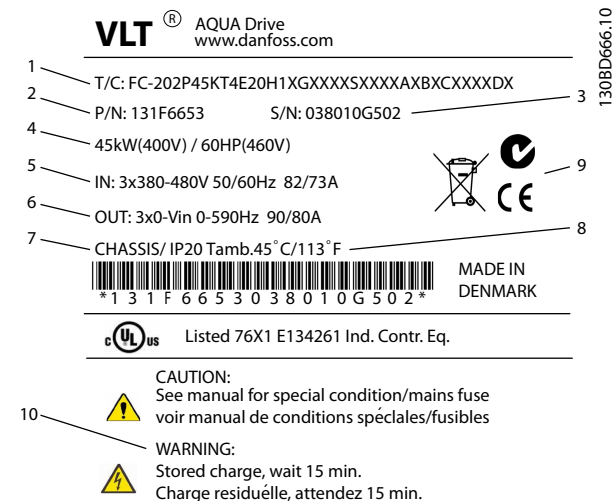 VLT ® AQUA Drive
www.danfoss.com
130BD666.10
1
T/C: FC-202P45KT4E20H1XGXXXXSXXXXAXBXCXXXXDX
2
P/N: 131F6653 S/N: 038010G502
3
4
45kW(400V) / 60HP(460V)
5
IN: 3x380-480V 50/60Hz 82/73A
6
OUT: 3x0-Vin 0-590Hz 90/80A
7
CHASSIS/ IP20 Tamb.45˚C/113˚F
8
9
CE
*131F6653038010G502*
MADE IN
DENMARK
c UL us Listed 76X1 E134261 Ind. Contr. Eq.
CAUTION:
See manual for special condition/mains fuse
voir manual de conditions spéclales/fusibles
10
WARNING:
Stored charge, wait 15 min.
Charge residuélle, attendez 15 min.